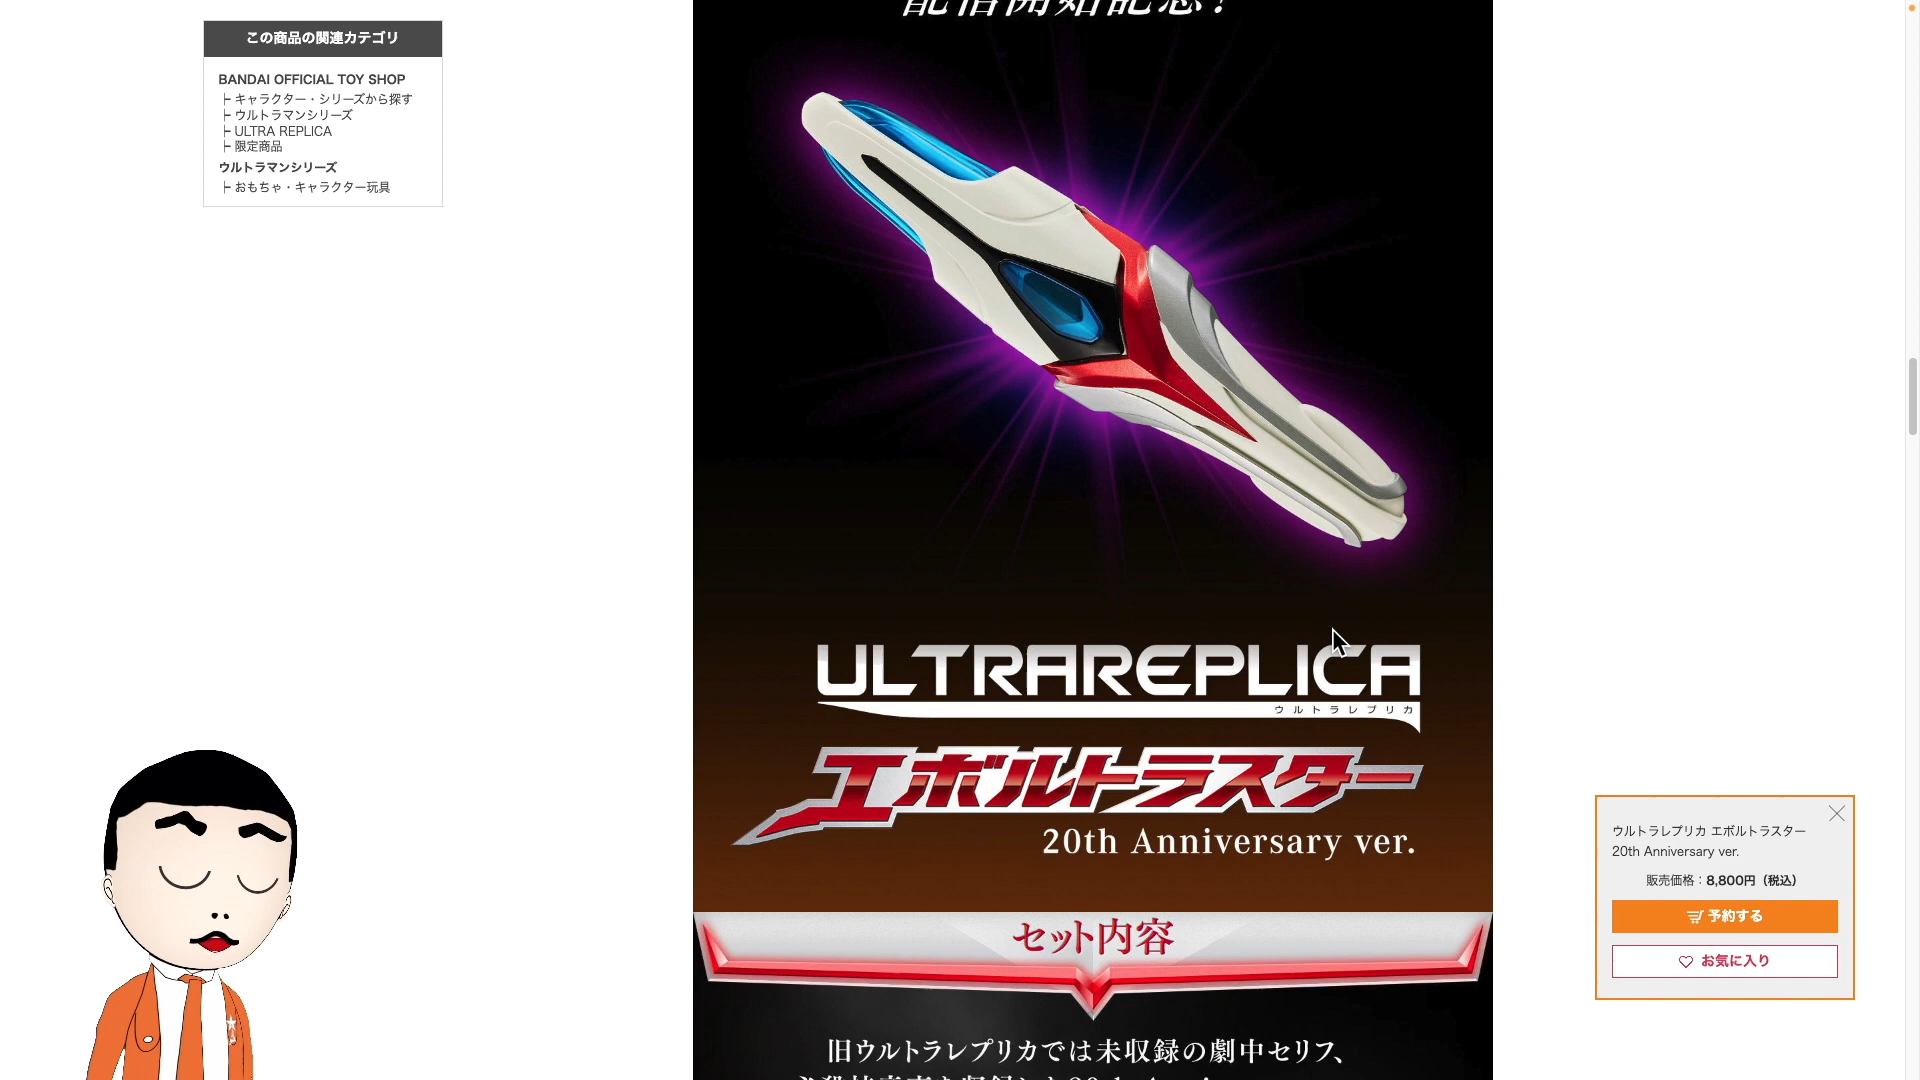 この商品の関連カテゴリ
BANDAI OFFICIAL TOY SHOP
├ キャラクター・シリーズから探す
├ ウルトラマンシリーズ
├ ULTRA REPLICA
├ 限定商品
ウルトラマンシリーズ
├ おもちゃ・キャラクター玩具
配信開始記念!
ULTRAREPLICA
ウルトラレプリカ
エボルトラスター
20th Anniversary ver.
セット内容
旧ウルトラレプリカでは未収録の劇中セリフ、
ウルトラレプリカ エボルトラスター
20th Anniversary ver.
販売価格：8,800円（税込）
予約する
お気に入り